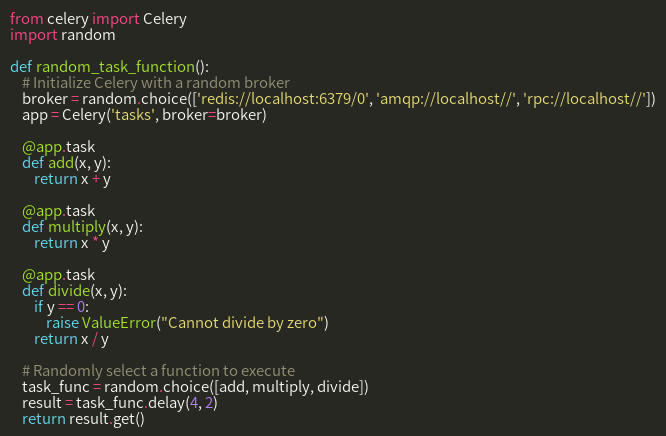 from celery import Celery
import random

def random_task_function():
    # Initialize Celery with a random broker
    broker = random.choice(['redis://localhost:6379/0', 'amqp://localhost//', 'rpc://localhost//'])
    app = Celery('tasks', broker=broker)

    @app.task
    def add(x, y):
        return x + y

    @app.task
    def multiply(x, y):
        return x * y

    @app.task
    def divide(x, y):
        if y == 0:
            raise ValueError("Cannot divide by zero")
        return x / y

    # Randomly select a function to execute
    task_func = random.choice([add, multiply, divide])
    result = task_func.delay(4, 2)
    return result.get()